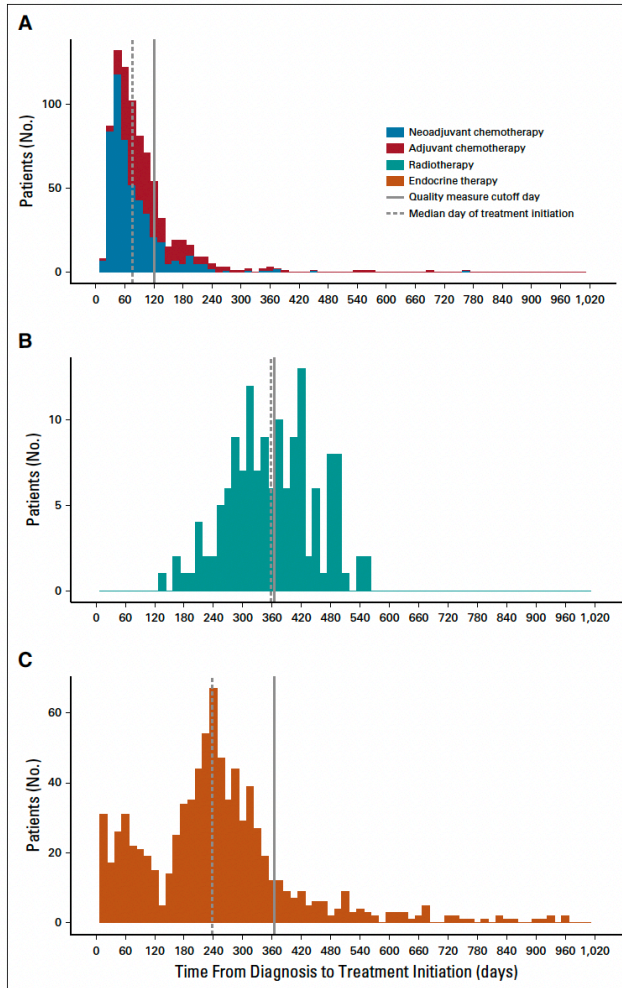 A
Patients (No.)
100
50
0
Neoadjuvant chemotherapy
Adjuvant chemotherapy
Radiotherapy
Endocrine therapy
Quality measure cutoff day
Median day of treatment initiation
0 60 120 180 240 300 360 420 480 540 600 660 720 780 840 900 960 1,020
B
Patients (No.)
10
5
0
0 60 120 180 240 300 360 420 480 540 600 660 720 780 840 900 960 1,020
C
Patients (No.)
60
40
20
0
0 60 120 180 240 300 360 420 480 540 600 660 720 780 840 900 960 1,020
Time From Diagnosis to Treatment Initiation (days)